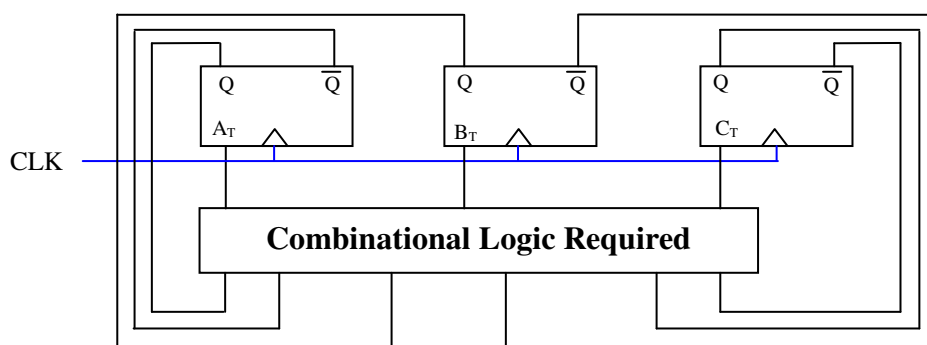 Q Q̅ Q Q̅ Q Q̅
A_T B_T C_T
CLK
Combinational Logic Required